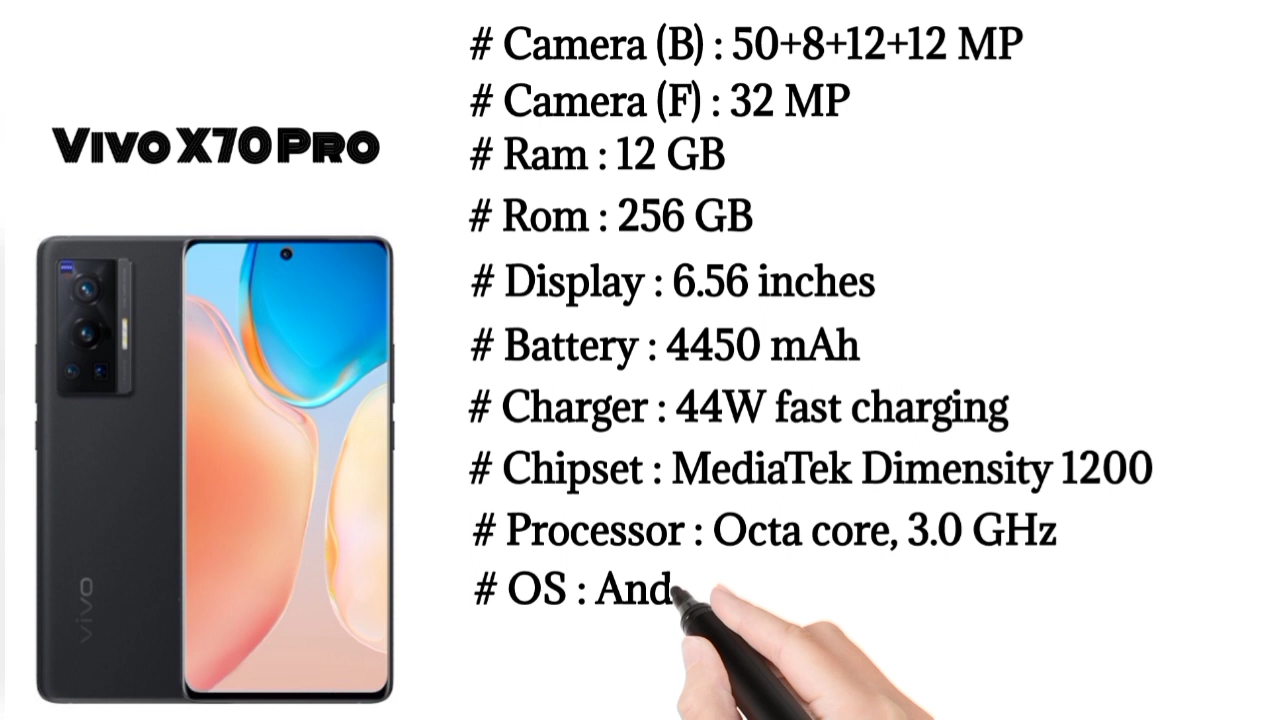 Vivo X70 Pro
vivo
# Camera (B) : 50+8+12+12 MP
# Camera (F) : 32 MP
# Ram : 12 GB
# Rom : 256 GB
# Display : 6.56 inches
# Battery : 4450 mAh
# Charger : 44W fast charging
# Chipset : MediaTek Dimensity 1200
# Processor : Octa core, 3.0 GHz
# OS : And